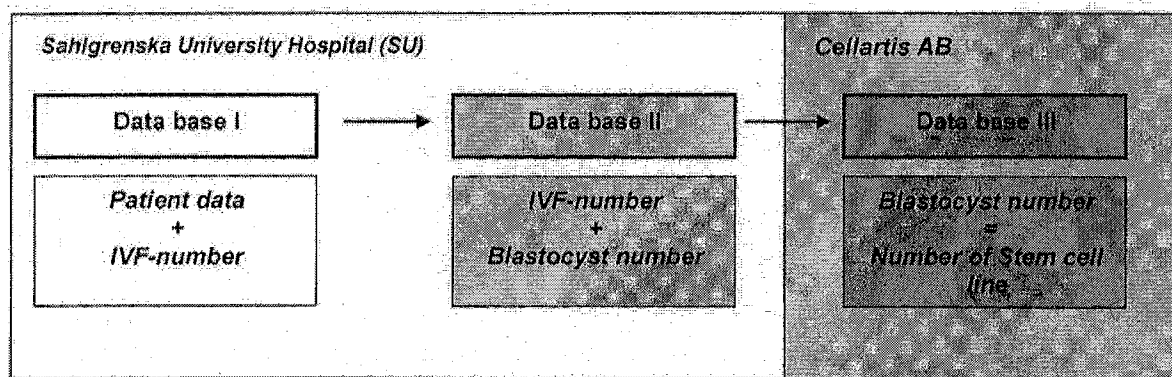 Sahlgrenska University Hospital (SU)
Cellartis AB
Data base I
Data base II
Data base III
Patient data
+
IVF-number
IVF-number
+
Blastocyst number
Blastocyst number
=
Number of Stem cell
line